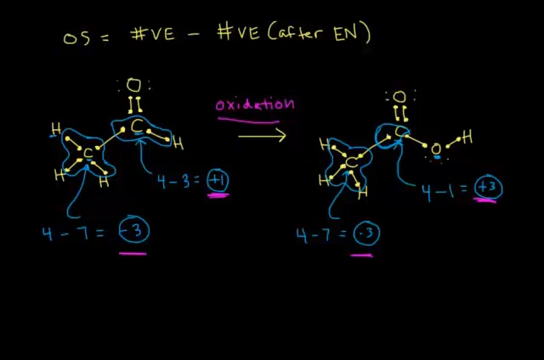 OS = #VE - #VE (after EN)
O
O
oxidation
H
C
H
C
H
H
H
C
C
O
H
H
H
4-3 = +1
4-1 = +3
4-7 = -3
4-7 = -3